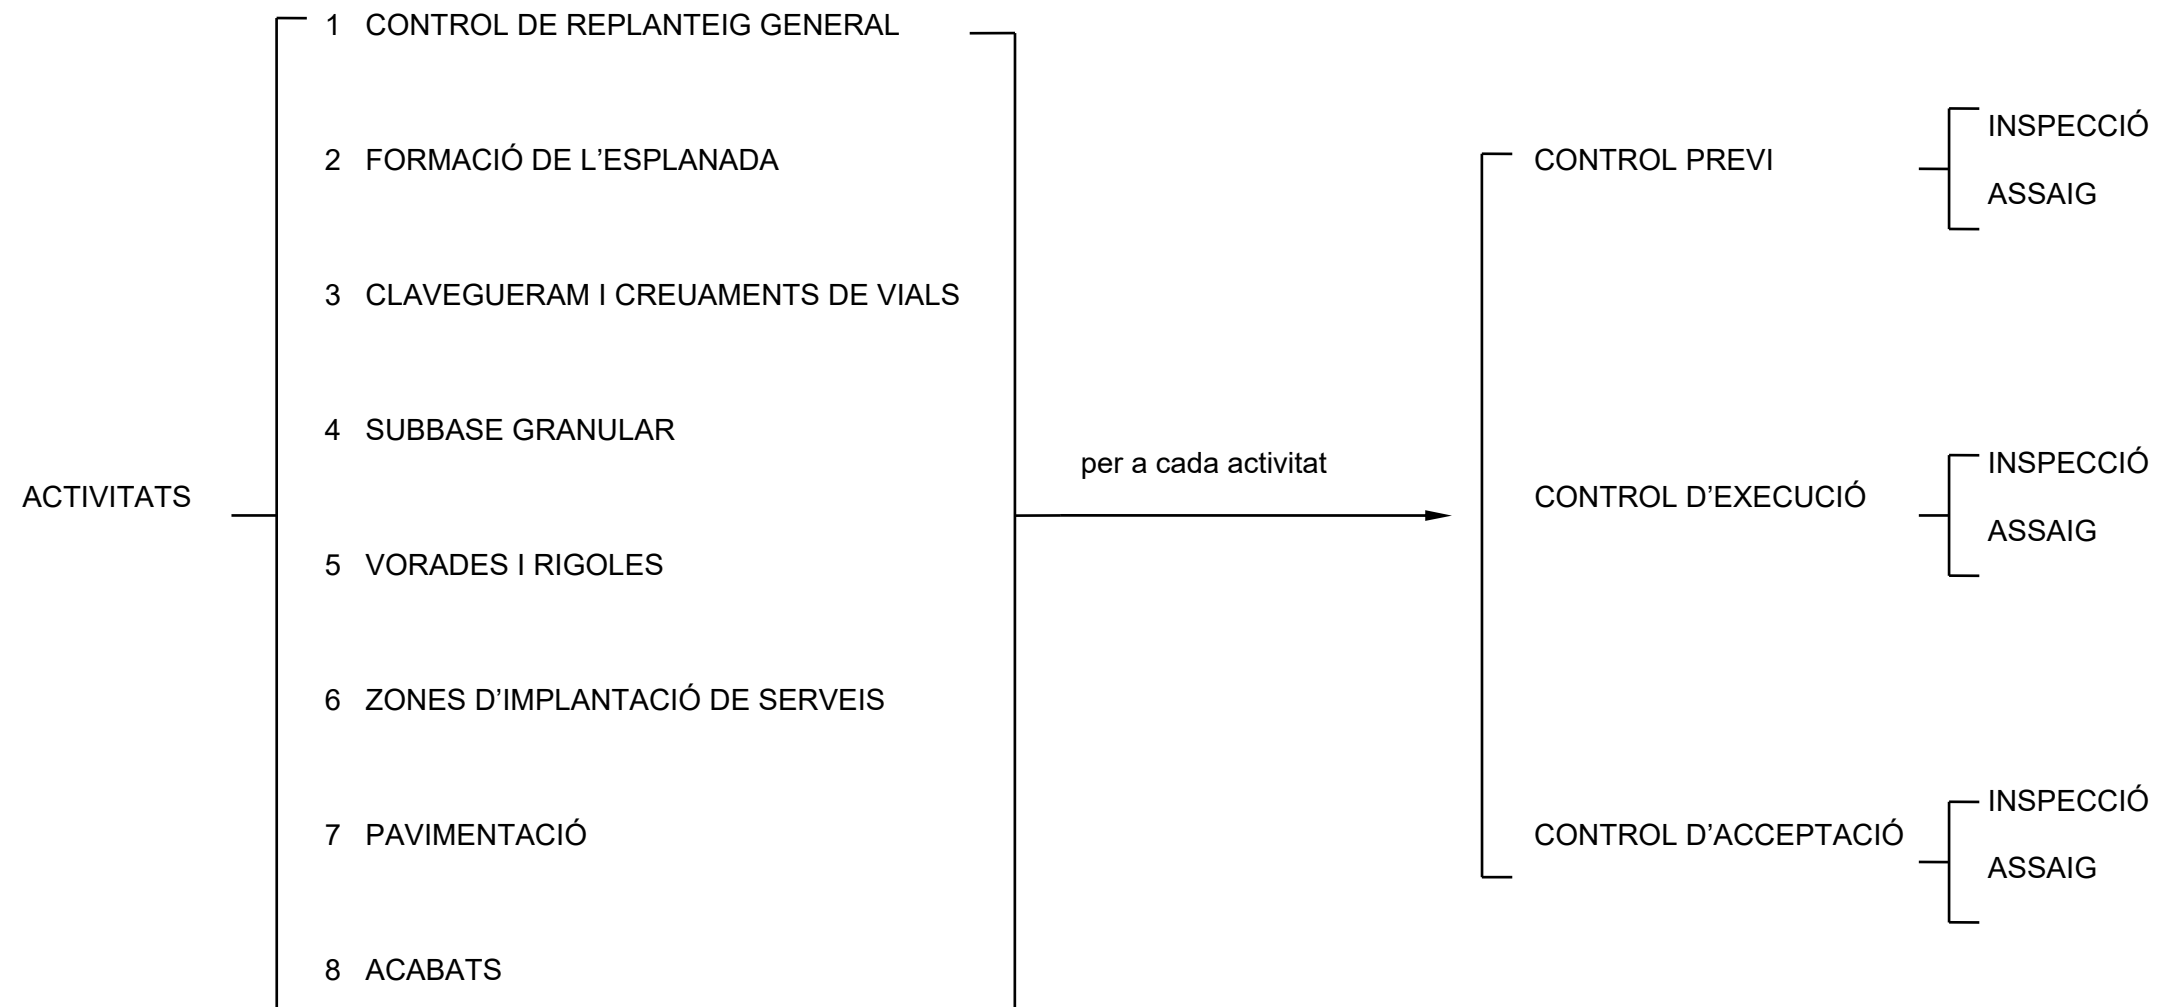 1 CONTROL DE REPLANTEIG GENERAL
2 FORMACIÓ DE L’ESPLANADA
3 CLAVEGUERAM I CREUAMENTS DE VIALS
4 SUBBASE GRANULAR
ACTIVITATS
5 VORADES I RIGOLES
6 ZONES D’IMPLANTACIÓ DE SERVEIS
7 PAVIMENTACIÓ
8 ACABATS
per a cada activitat
CONTROL PREVI
INSPECCIÓ
ASSAIG
CONTROL D’EXECUCIÓ
INSPECCIÓ
ASSAIG
CONTROL D’ACCEPTACIÓ
INSPECCIÓ
ASSAIG